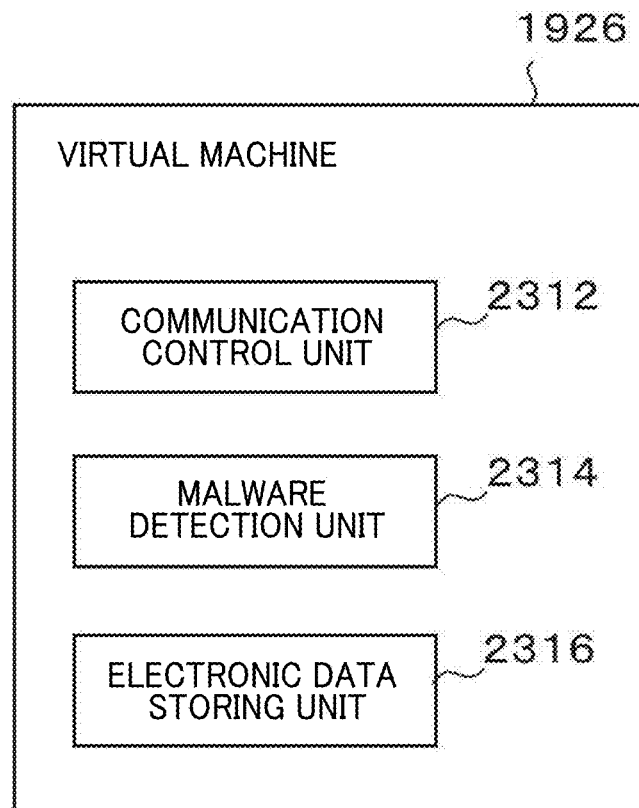 1926
VIRTUAL MACHINE
COMMUNICATION
CONTROL UNIT
2312
MALWARE
DETECTION UNIT
2314
ELECTRONIC DATA
STORING UNIT
2316